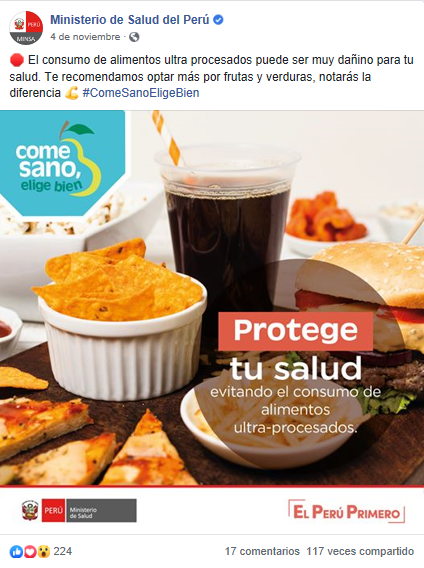 Ministerio de Salud del Perú
4 de noviembre ·
El consumo de alimentos ultra procesados puede ser muy dañino para tu
salud. Te recomendamos optar más por frutas y verduras, notarás la
diferencia 💪 #ComeSanoEligeBien
PERÚ
MINSA
come
sano,
elige bien
Protege
tu salud
evitando el consumo de
alimentos
ultra-procesados.
PERÚ
Ministerio
de Salud
EL PERÚ PRIMERO
224
17 comentarios 117 veces compartido